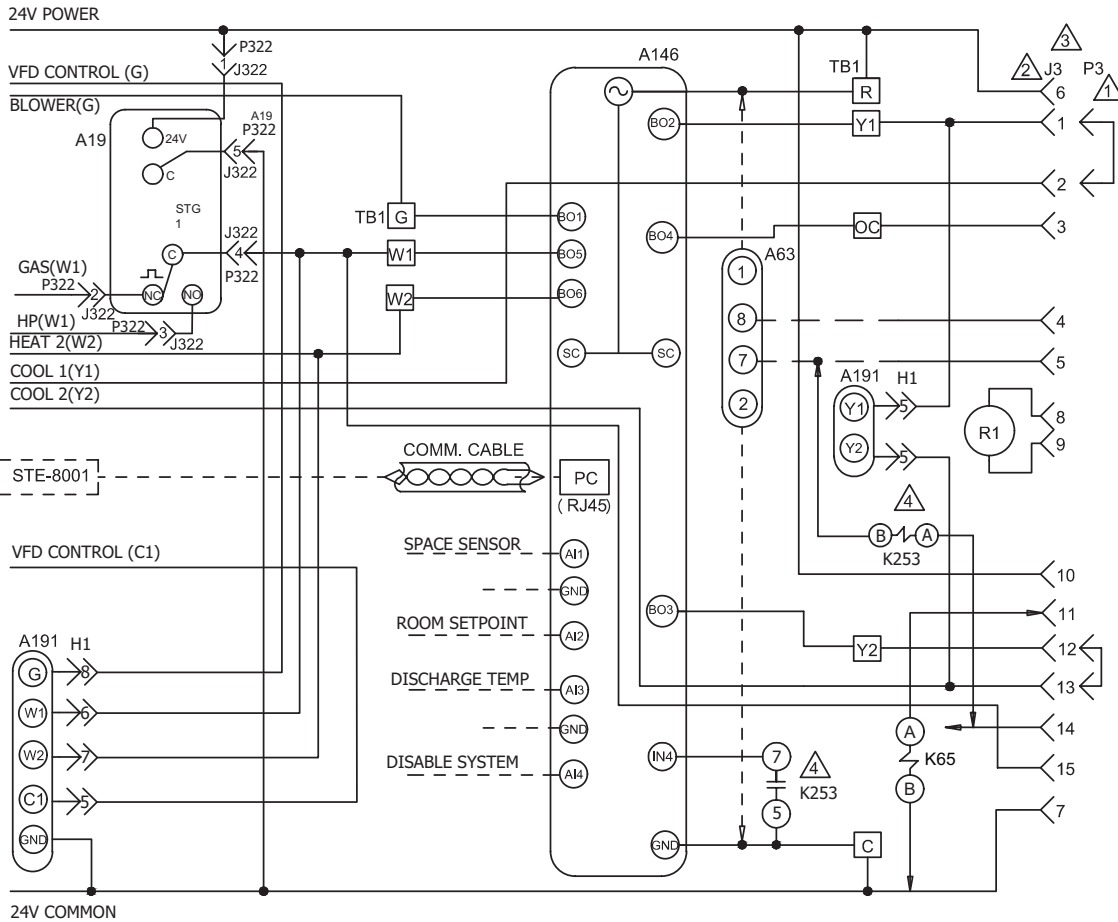 24V POWER
P322
1
J322
VFD CONTROL (G)
BLOWER(G)
A19
24V
C
A19
P322
5
J322
STG
1
C
J322
4
P322
GAS(W1)
P322
2
J322
NC
NO
HP(W1)
P322
3
J322
HEAT 2(W2)
COOL 1(Y1)
COOL 2(Y2)
TB1
G
W1
W2
A146
BO1
BO5
BO6
SC
SC
BO2
BO4
TB1
R
Y1
OC
A63
1
8
7
2
3
2
J3
P3
1
6
1
2
3
4
5
A191
H1
Y1
5
Y2
5
R1
8
9
STE-8001
COMM. CABLE
PC
( RJ45)
4
B
A
K253
VFD CONTROL (C1)
SPACE SENSOR
AI1
GND
ROOM SETPOINT
AI2
DISCHARGE TEMP
AI3
GND
DISABLE SYSTEM
AI4
BO3
Y2
10
11
12
13
14
15
7
A191
H1
G
8
W1
6
W2
7
C1
5
GND
IN4
7
4
K253
5
GND
C
A
K65
B
24V COMMON